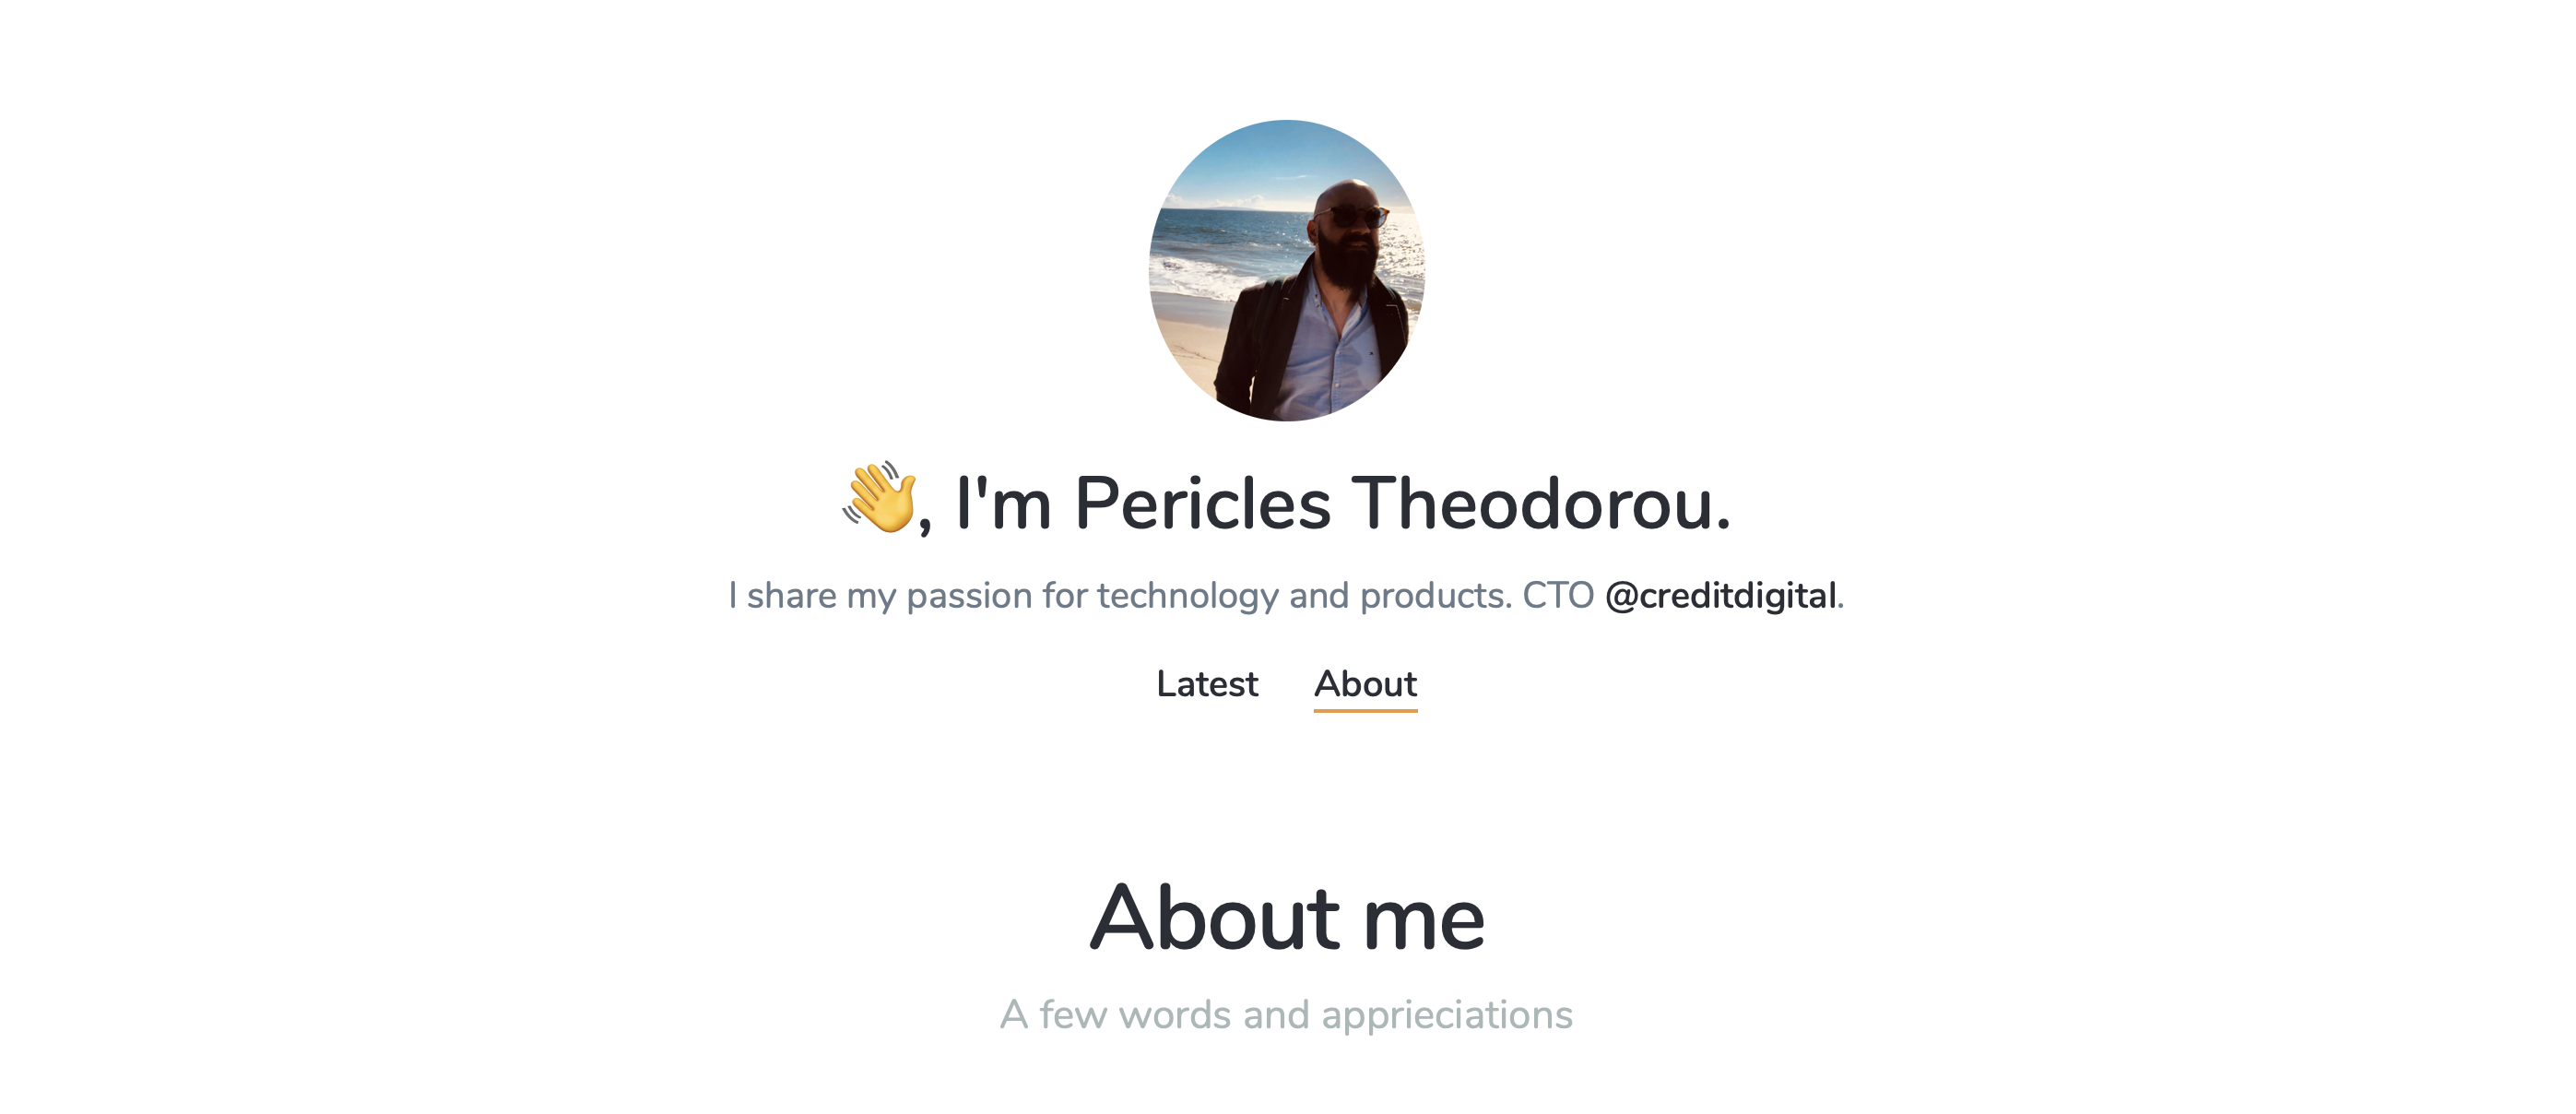 👋, I'm Pericles Theodorou.
I share my passion for technology and products. CTO @creditdigital.
Latest About
About me
A few words and apprieciations